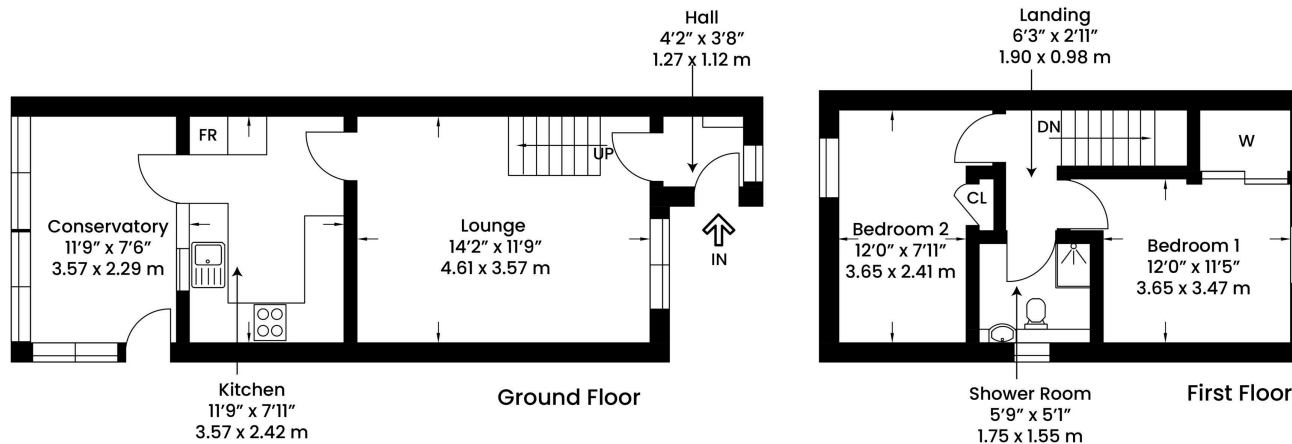 Hall
4'2" x 3'8"
1.27 x 1.12 m
FR
UP
Conservatory
11'9" x 7'6"
3.57 x 2.29 m
Lounge
14'2" x 11'9"
4.61 x 3.57 m
IN
Kitchen
11'9" x 7'11"
3.57 x 2.42 m
Ground Floor
Landing
6'3" x 2'11"
1.90 x 0.98 m
DN
W
CL
Bedroom 2
12'0" x 7'11"
3.65 x 2.41 m
Bedroom 1
12'0" x 11'5"
3.65 x 3.47 m
Shower Room
5'9" x 5'1"
1.75 x 1.55 m
First Floor